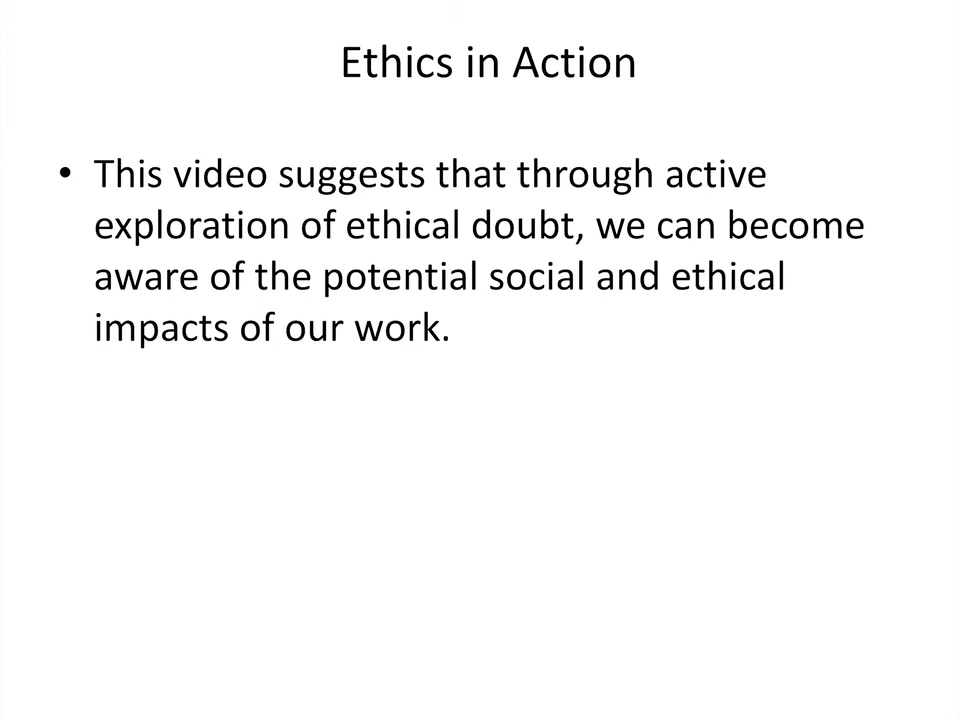 Ethics in Action
• This video suggests that through active
exploration of ethical doubt, we can become
aware of the potential social and ethical
impacts of our work.